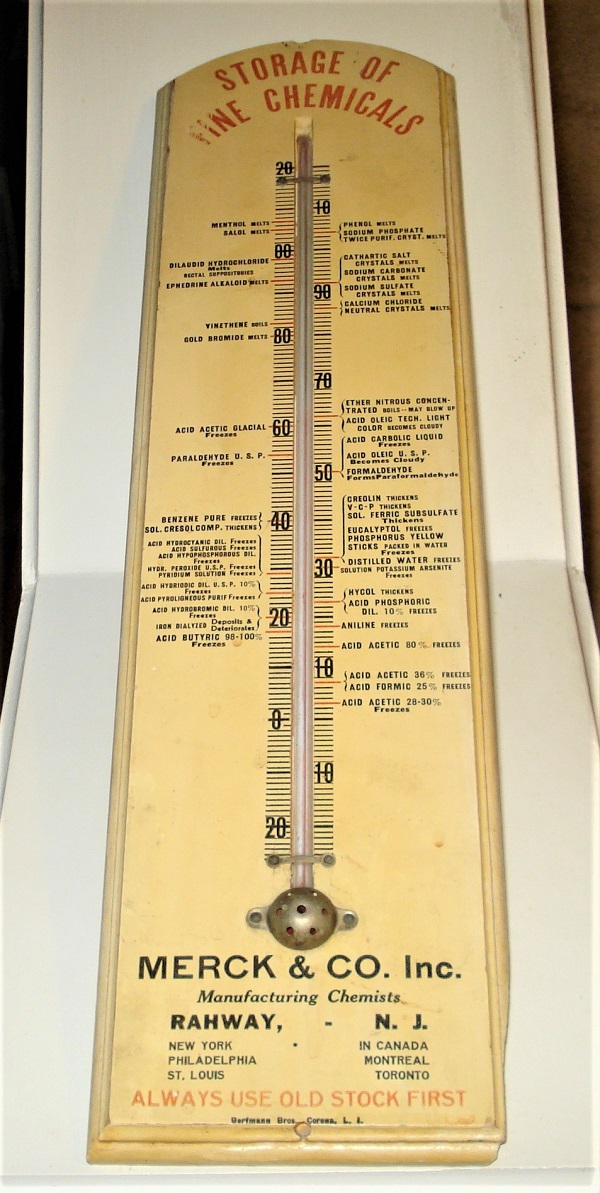 STORAGE OF
FINE CHEMICALS
20
10
MENTHOL MELTS
SALOL MELTS
PHENOL MELTS
SODIUM PHOSPHATE
TWICE PURIF. CRYST. MELTS
00
DILAUDID HYDROCHLORIDE
Melts
RECTAL SUPPOSITORIES
EPHEDRINE ALKALOID MELTS
CATHARTIC SALT
CRYSTALS MELTS
SODIUM CARBONATE
CRYSTALS MELTS
SODIUM SULFATE
CRYSTALS MELTS
90
CALCIUM CHLORIDE
NEUTRAL CRYSTALS MELTS
VINETHENE BOILS
GOLD BROMIDE MELTS
80
70
ETHER NITROUS CONCEN-
TRATED BOILS--MAY BLOW UP
ACID OLEIC TECH. LIGHT
COLOR BECOMES CLOUDY
ACID ACETIC GLACIAL
Freezes
60
ACID CARBOLIC LIQUID
Freezes
ACID OLEIC U.S.P.
Becomes Cloudy
PARALDEHYDE U.S.P.
Freezes
50
FORMALDEHYDE
Forms Paraformaldehyde
CREOLIN THICKENS
V-C-P THICKENS
SOL. FERRIC SUBSULFATE
Thickens
EUCALYPTOL FREEZES
PHOSPHORUS YELLOW
STICKS PACKED IN WATER
Freezes
BENZENE PURE FREEZES
SOL. CRESOL COMP. THICKENS
40
ACID HYDROCYANIC DIL. Freezes
ACID SULFUROUS Freezes
ACID HYPOPHOSPHOROUS DIL.
Freezes
HYDR. PEROXIDE U.S.P. Freezes
PYRIDIUM SOLUTION Freezes
30
DISTILLED WATER FREEZES
SOLUTION POTASSIUM ARSENITE
Freezes
ACID HYDRIODIC DIL. U.S.P. 10%
Freezes
ACID PYROLIGNEOUS PURIF Freezes
HYCOL THICKENS
ACID PHOSPHORIC
DIL. 10% FREEZES
ACID HYDROBROMIC DIL. 10%
Freezes
IRON DIALYZED Deposits &
Deteriorates
20
ANILINE FREEZES
ACID BUTYRIC 98-100%
Freezes
ACID ACETIC 80% FREEZES
10
ACID ACETIC 36% FREEZES
ACID FORMIC 25% FREEZES
ACID ACETIC 28-30%
Freezes
0
10
20
MERCK & CO. Inc.
Manufacturing Chemists
RAHWAY, - N. J.
NEW YORK • IN CANADA
PHILADELPHIA MONTREAL
ST. LOUIS TORONTO
ALWAYS USE OLD STOCK FIRST
Bros. Corona, L. I.